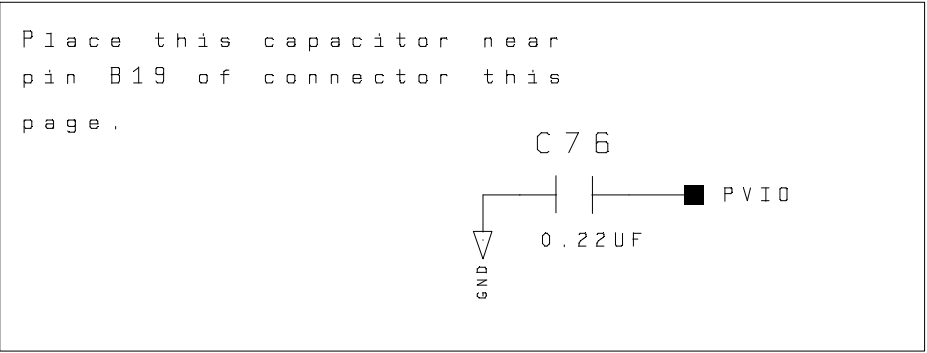 Place this capacitor near
pin B19 of connector this
page.
C76
PVIO
0.22UF
GND